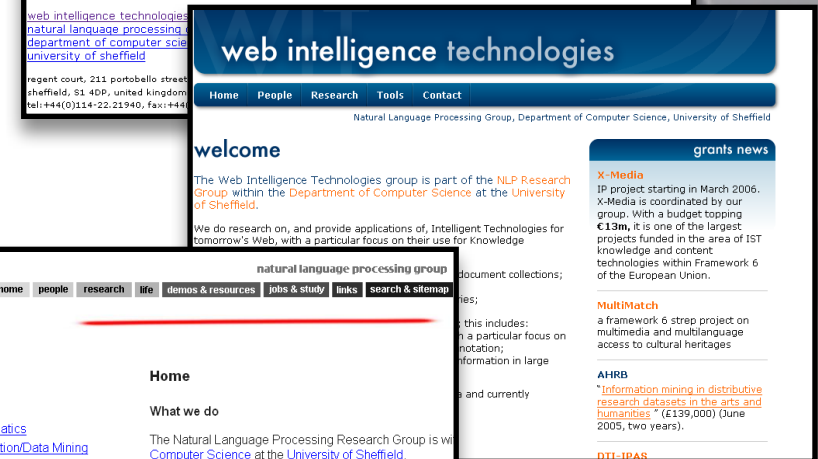 web intelligence technologies
natural language processing
department of computer
university of sheffield
regent court, 211 portobello street
sheffield, S1 4DP, united kingdom
tel:+44(0)114-22.21940, fax:+44(
web intelligence technologies
Home People Research Tools Contact
Natural Language Processing Group, Department of Computer Science, University of Sheffield
welcome
The Web Intelligence Technologies group is part of the NLP Research
Group within the Department of Computer Science at the University
of Sheffield.
We do research on, and provide applications of, Intelligent Technologies for
tomorrow's Web, with a particular focus on their use for Knowledge
document collections;
; this includes:
a particular focus on
notation;
information in large
and currently
grants news
X-Media
IP project starting in March 2006.
X-Media is coordinated by our
group. With a budget topping
€13m, it is one of the largest
projects funded in the area of IST
knowledge and content
technologies within Framework 6
of the European Union.
MultiMatch
a framework 6 strep project on
multimedia and multilanguage
access to cultural heritages
AHRB
"Information mining in distributive
research datasets in the arts and
humanities " (£139,000) (June
2005, two years).
DTI-IPAS
natural language processing group
home people research life demos & resources jobs & study links search & sitemap
Home
What we do
The Natural Language Processing Research Group is
Computer Science at the University of Sheffield.
atics
tion/Data Mining